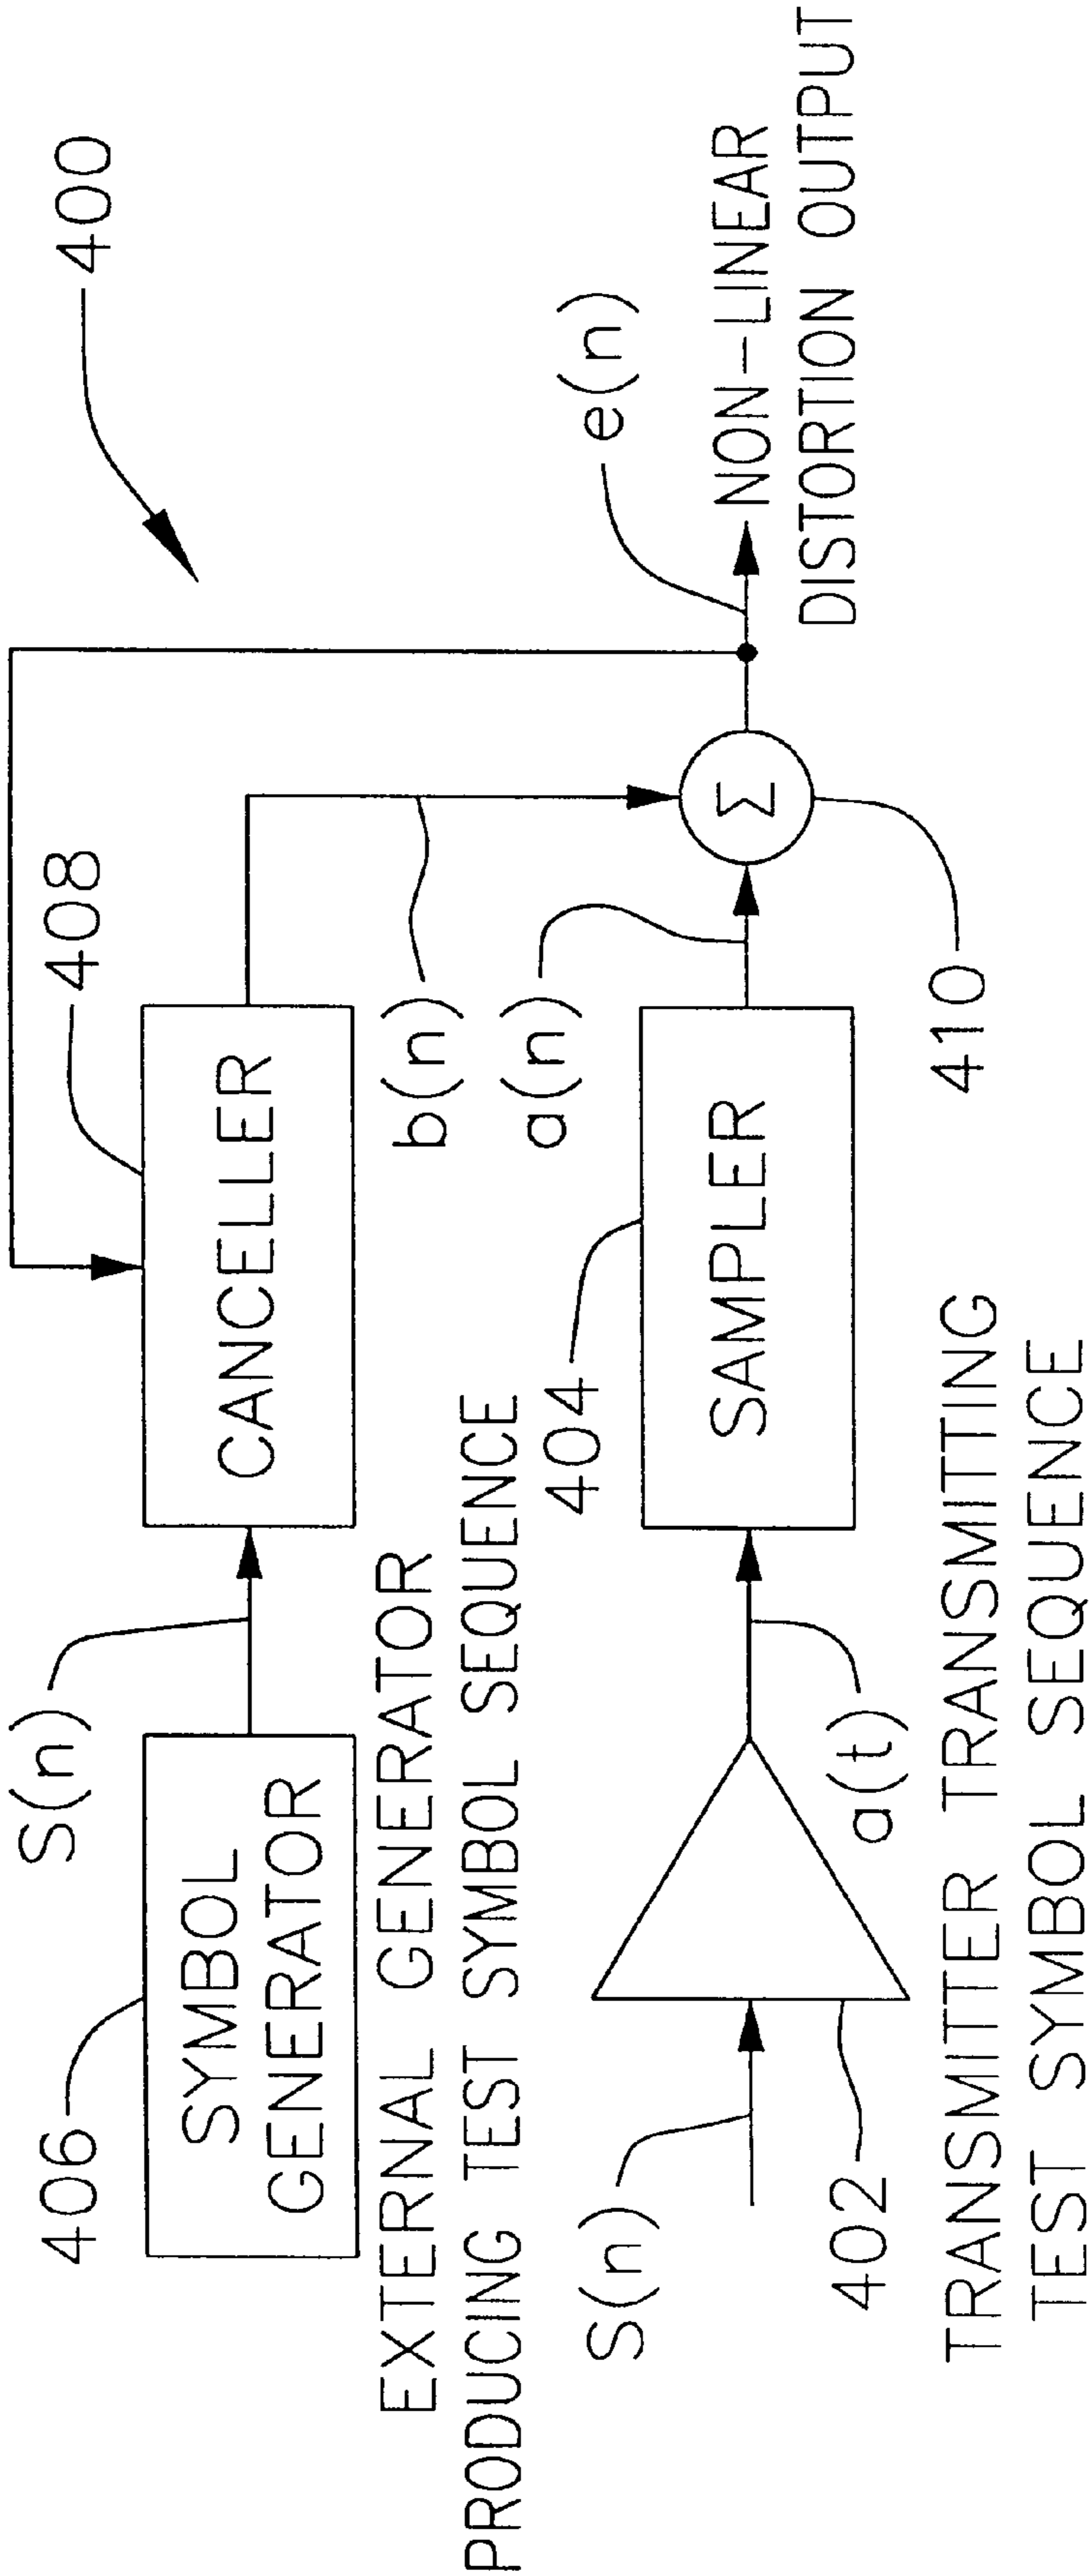 400
406
SYMBOL
GENERATOR
S(n)
CANCELLER
408
EXTERNAL GENERATOR
PRODUCING TEST SYMBOL SEQUENCE
b(n)
a(n)
e(n)
S(n)
402
a(t)
404
SAMPLER
Σ
410
NON-LINEAR
DISTORTION OUTPUT
TRANSMITTER TRANSMITTING
TEST SYMBOL SEQUENCE